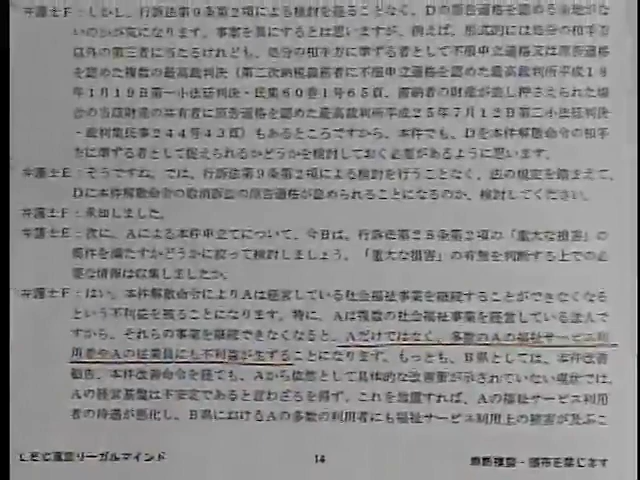 弁護士F：しかし，行訴法第9条第2項による検討を経ることなく，Dの原告適格を認める余地がな
いのかが気になります。事案を異にするとは思いますが，例えば，形式的には処分の相手方
以外の第三者に当たるけれども，処分の相手方に準ずる者として不服申立適格又は原告適格
を認めた複数の最高裁判決（第二次納税義務者に不服申立適格を認めた最高裁判所平成18
年1月19日第一小法廷判決・民集60巻1号65頁，滞納者の財産が差し押さえられた場
合の当該財産の共有者に原告適格を認めた最高裁判所平成25年7月12日第二小法廷判決
・裁判集民事244号43頁）もあるところですから，本件でも，Dを本件解散命令の相手
方に準ずる者として捉えられるかどうかを検討しておく必要があるように思います。
弁護士E：そうですね。では，行訴法第9条第2項による検討を行うことなく，法の規定を踏まえて，
Dに本件解散命令の取消訴訟の原告適格が認められることになるのか，検討してください。
弁護士F：承知しました。
弁護士E：次に，Aによる本件申立てについて，今日は，行訴法第25条第2項の「重大な損害」の
要件を満たすかどうかに絞って検討しましょう。「重大な損害」の有無を判断する上での必
要な情報は収集しましたか。
弁護士F：はい。本件解散命令によりAは経営している社会福祉事業を継続することができなくなる
という不利益を被ることになります。特に，Aは複数の社会福祉事業を経営している法人で
すから，それらの事業を継続できなくなると，Aだけではなく，多数のAの福祉サービス利
用者やAの従業員にも不利益が生ずることになります。もっとも，B県としては，本件改善
勧告，本件改善命令を経ても，Aから依然として具体的な改善策が示されていない現状では，
Aの経営基盤は不安定であると言わざるを得ず，これを放置すれば，Aの福祉サービス利用
者の待遇が悪化し，B県におけるAの多数の利用者にも福祉サービス利用上の被害が及ぶこ
LEC東京リーガルマインド
14
無断複製・頒布を禁じます